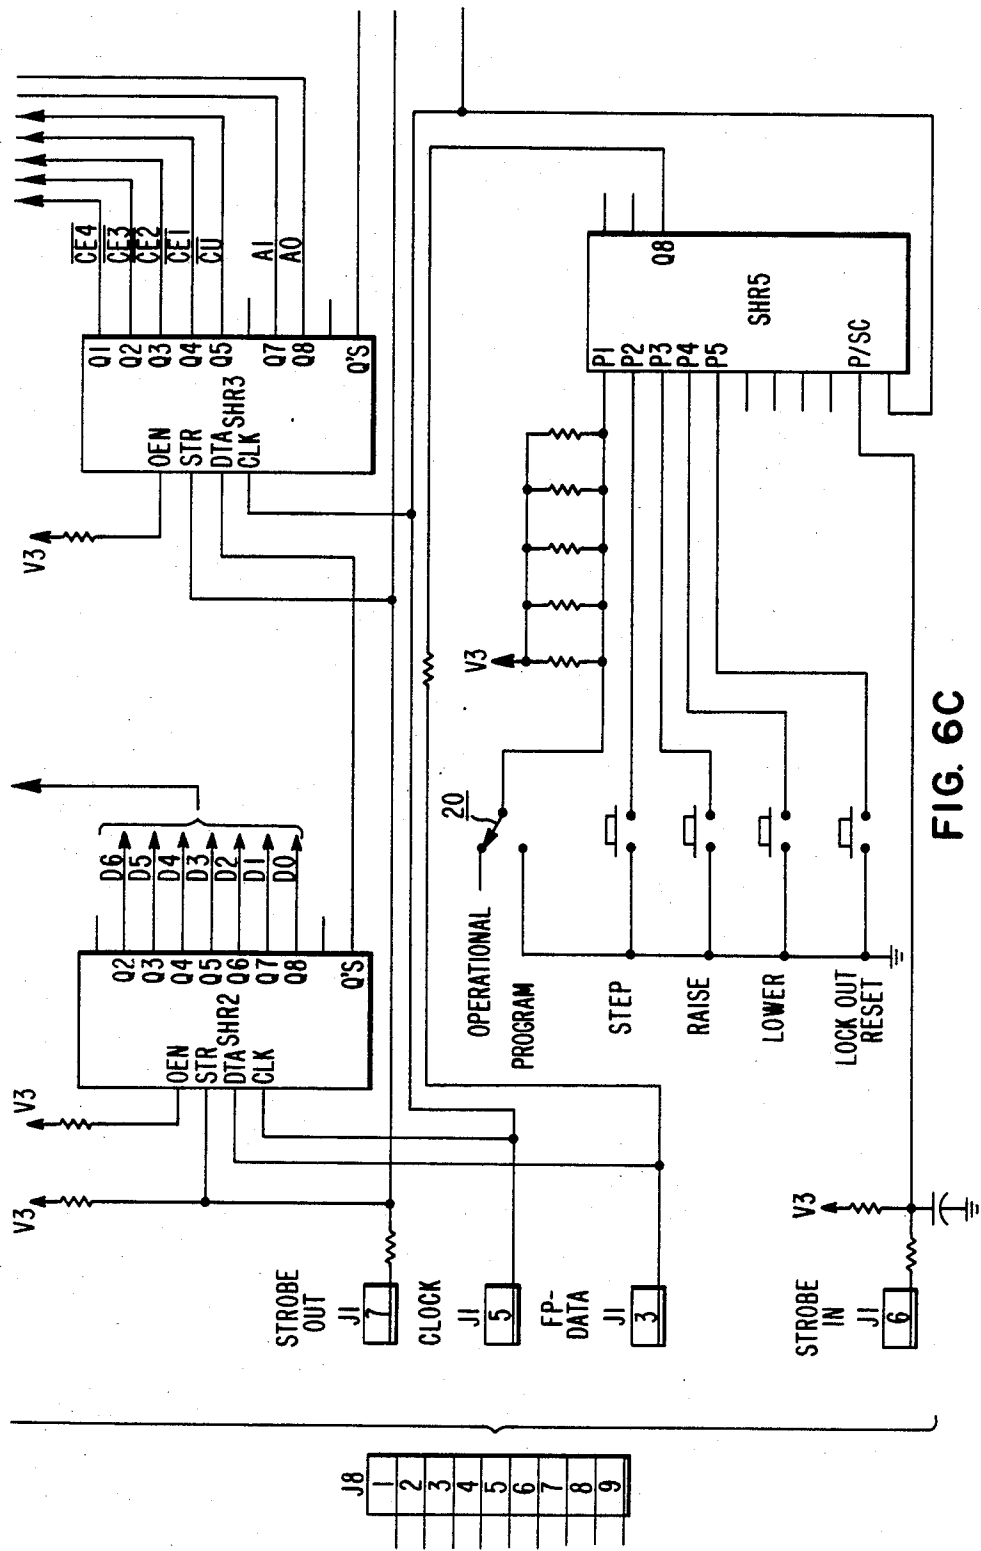 J8
1
2
3
4
5
6
7
8
9
STROBE
OUT
J1
7
CLOCK
J1
5
FP-
DATA
J1
3
STROBE
IN
J1
6
V3
V3
V3
OEN
STR
DTA
CLK
SHR2
Q2
Q3
Q4
Q5
Q6
Q7
Q8
Q'S
D6
D5
D4
D3
D2
D1
D0
V3
OEN
STR
DTA
CLK
SHR3
Q1
Q2
Q3
Q4
Q5
Q7
Q8
Q'S
CE4
CE3
CE2
CE1
CU
A1
A0
OPERATIONAL
PROGRAM
20
STEP
RAISE
LOWER
LOCK OUT
RESET
V3
P1
P2
P3
P4
P5
P/SC
SHR5
Q8
FIG. 6C